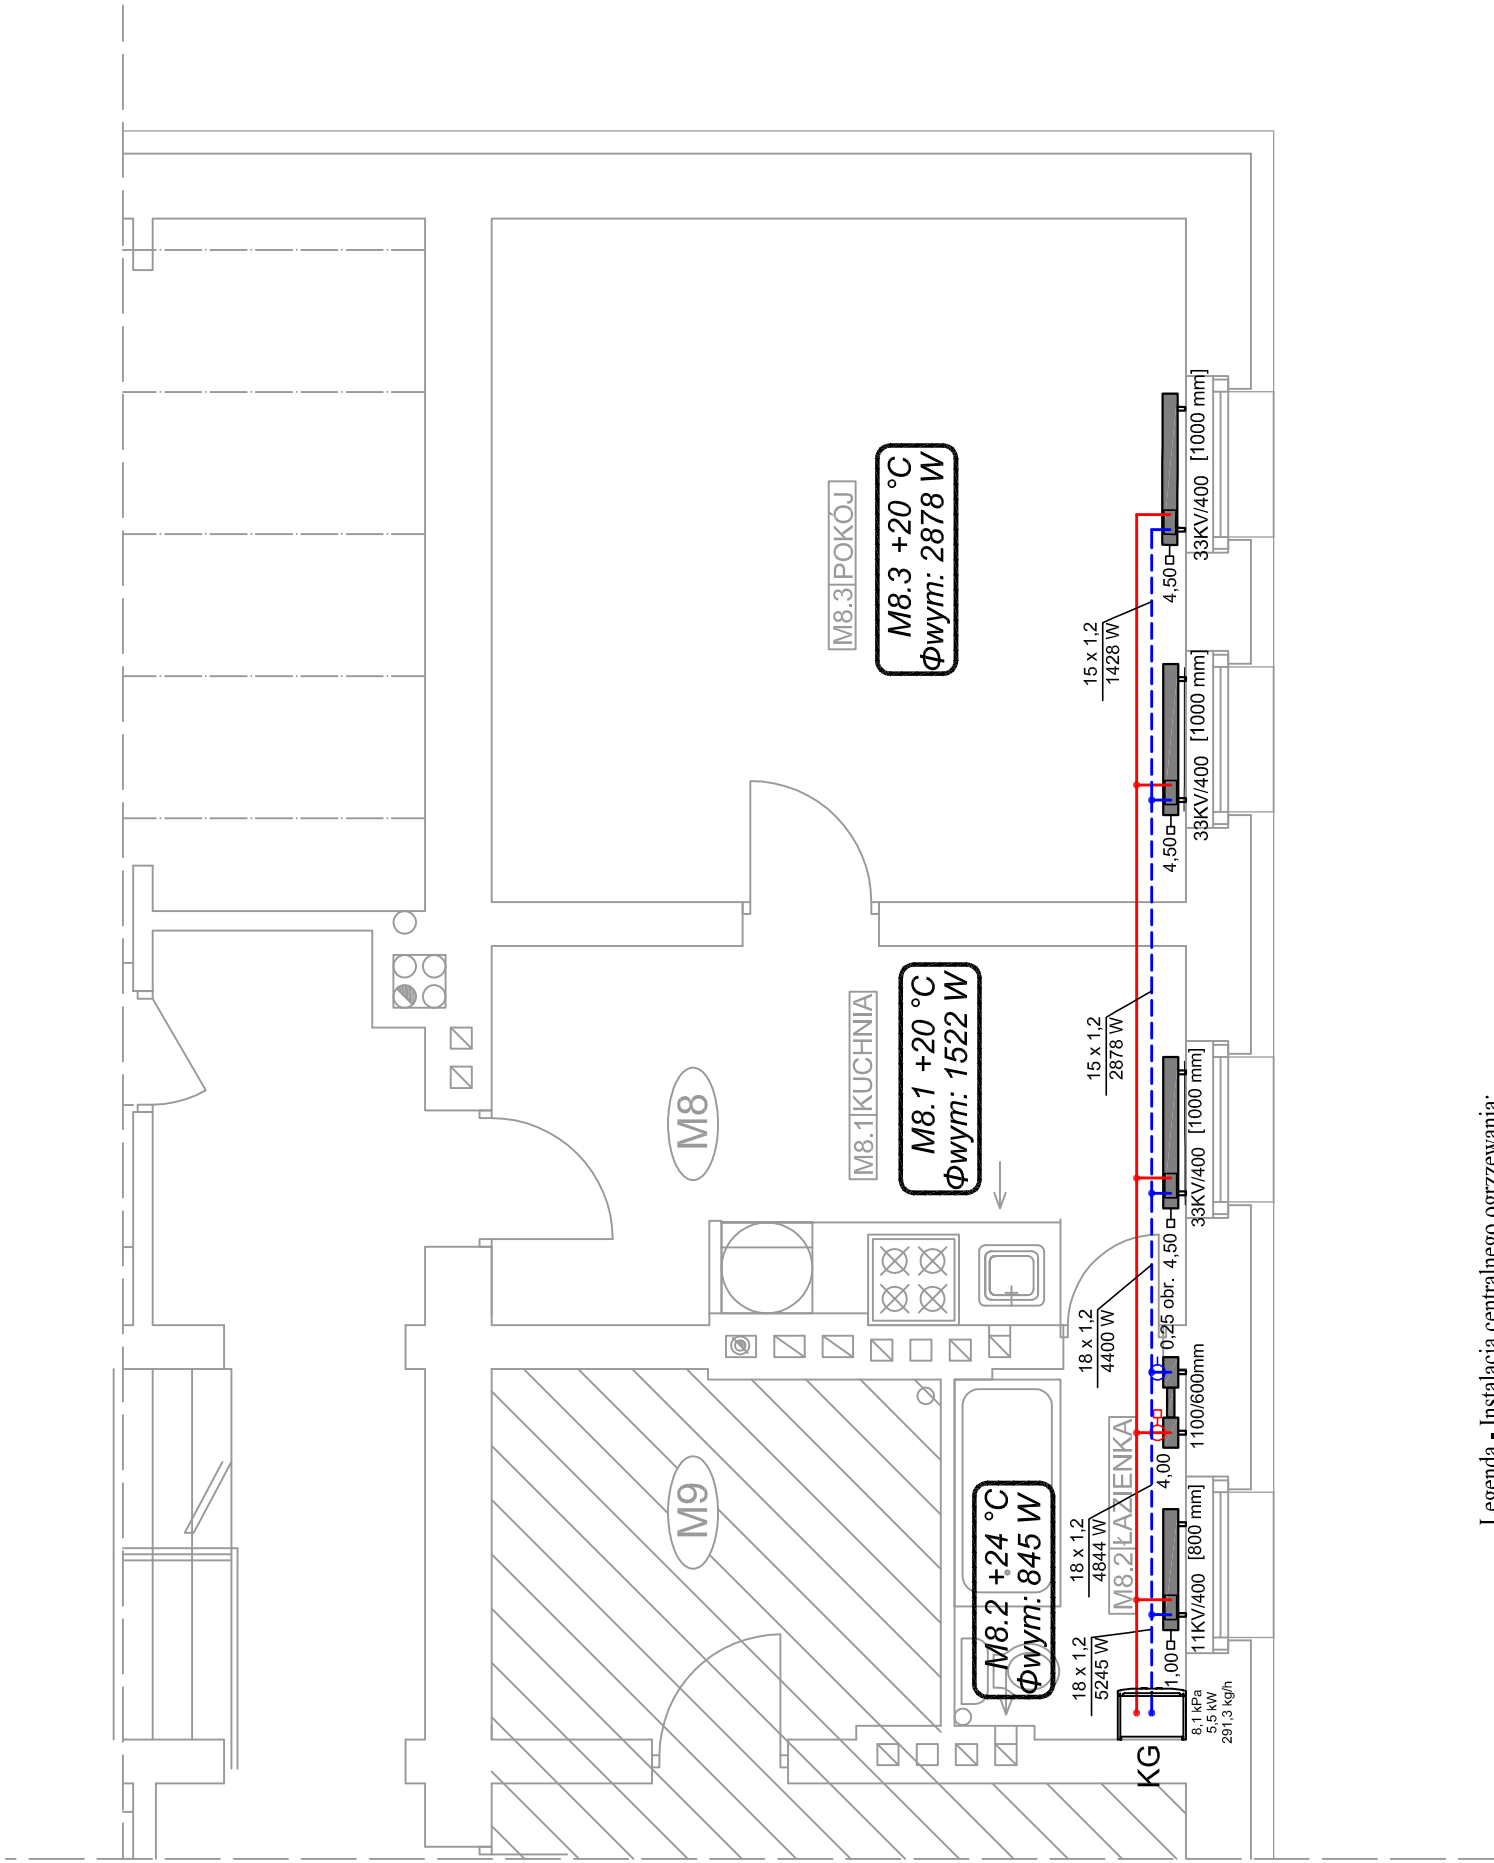 M8.3 POKÓJ
M8.3 +20 °C
Φwym: 2878 W
33KV/400 [1000 mm]
4,50
15 x 1,2
1428 W
33KV/400 [1000 mm]
4,50
M8
M8.1 KUCHNIA
M8.1 +20 °C
Φwym: 1522 W
15 x 1,2
2878 W
33KV/400 [1000 mm]
4,50
18 x 1,2
4400 W
0,25 obr.
1100/600mm
4,00
M9
M8.2 ŁAZIENKA
M8.2 +24 °C
Φwym: 845 W
18 x 1,2
4844 W
11KV/400 [800 mm]
1,00
18 x 1,2
5245 W
KG
8,1 kPa
5,5 kW
291,3 kg/h
Legenda - Instalacja centralnego ogrzewania: